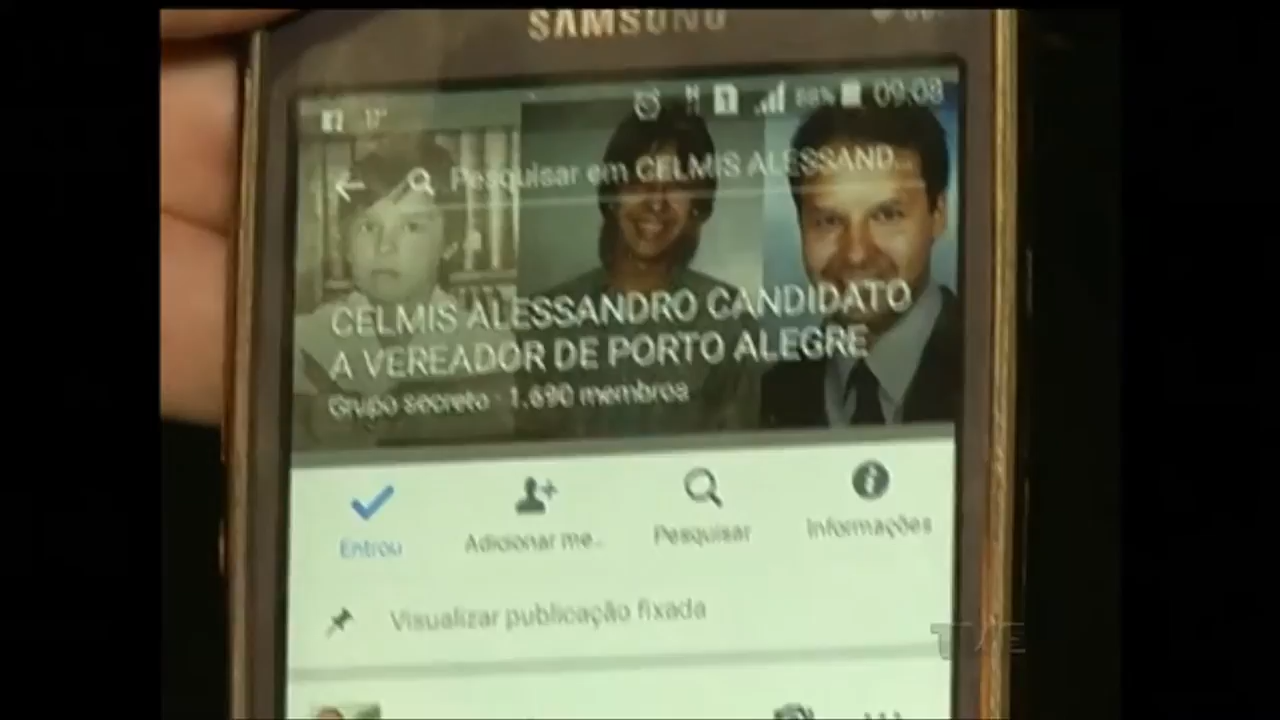 SAMSUNG
09:08
Pesquisar em CELMIS ALESSAND...
CELMIS ALESSANDRO CANDIDATO
A VEREADOR DE PORTO ALEGRE
Grupo secreto · 1.690 membros
Entrou
Adicionar me...
Pesquisar
Informações
Visualizar publicação fixada
TVE